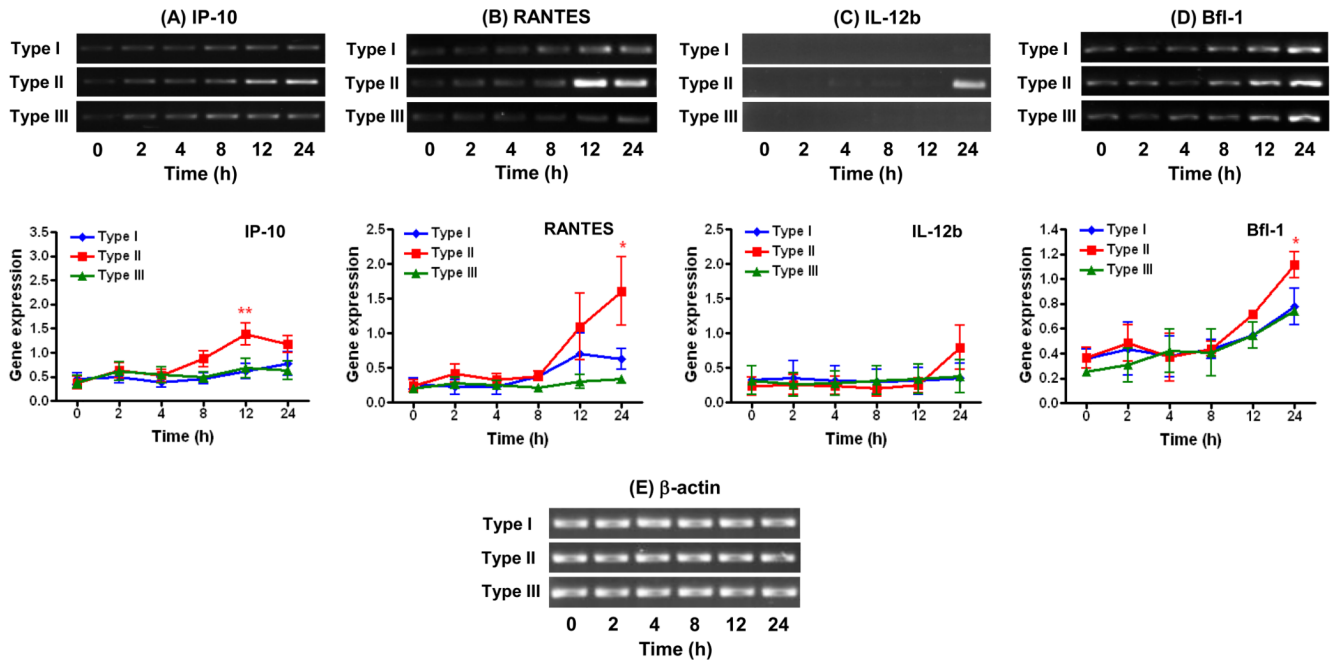 (A) IP-10
Type I
Type II
Type III
0 2 4 8 12 24
Time (h)
(B) RANTES
Type I
Type II
Type III
0 2 4 8 12 24
Time (h)
(C) IL-12b
Type I
Type II
Type III
0 2 4 8 12 24
Time (h)
(D) Bfl-1
Type I
Type II
Type III
0 2 4 8 12 24
Time (h)
IP-10
Type I
Type II
Type III
**
Gene expression
3.5
3.0
2.5
2.0
1.5
1.0
0.5
0.0
0 2 4 8 12 24
Time (h)
RANTES
Type I
Type II
Type III
*
Gene expression
2.5
2.0
1.5
1.0
0.5
0.0
0 2 4 8 12 24
Time (h)
IL-12b
Type I
Type II
Type III
Gene expression
2.5
2.0
1.5
1.0
0.5
0.0
0 2 4 8 12 24
Time (h)
Bfl-1
Type I
Type II
Type III
*
Gene expression
1.4
1.2
1.0
0.8
0.6
0.4
0.2
0.0
0 2 4 8 12 24
Time (h)
(E) β-actin
Type I
Type II
Type III
0 2 4 8 12 24
Time (h)